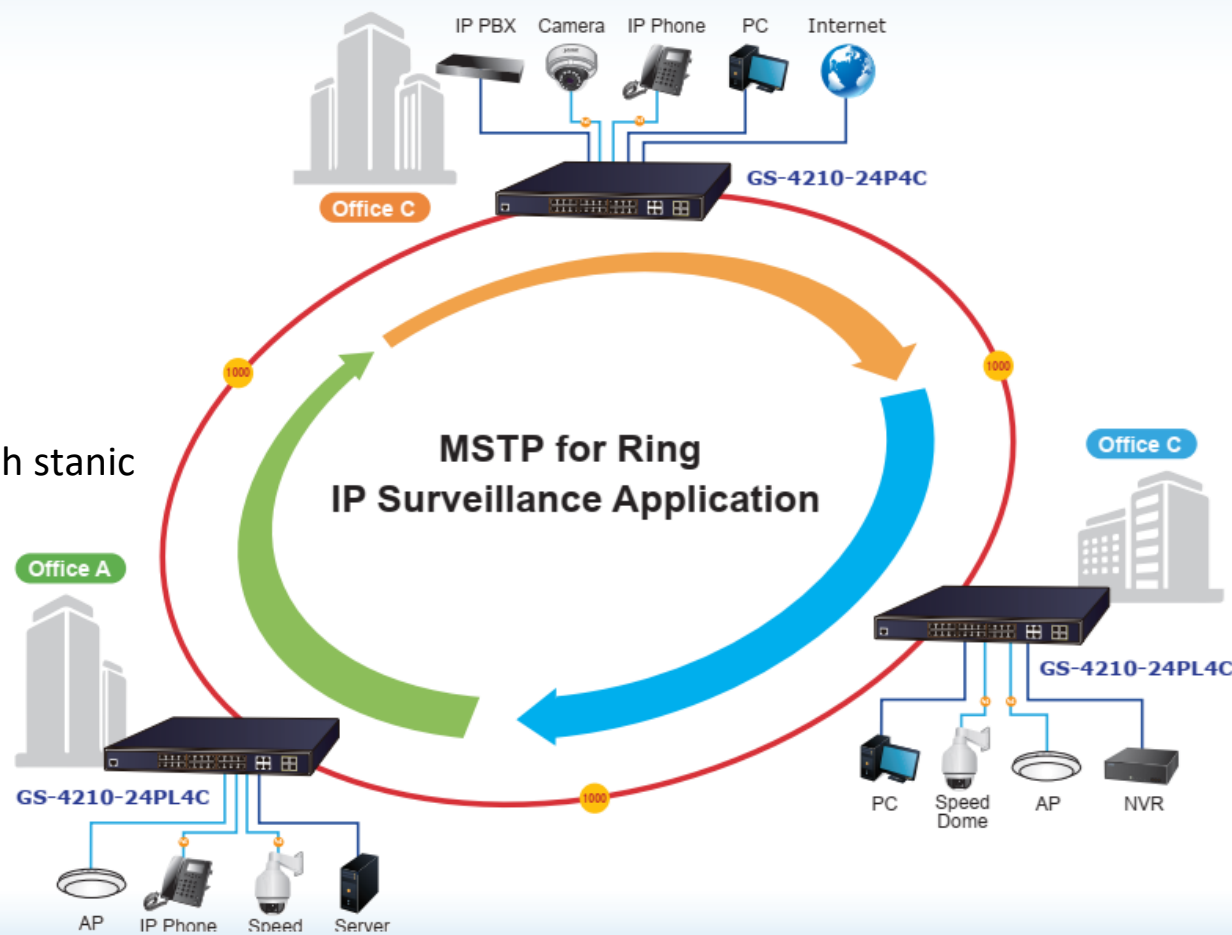 IP PBX Camera IP Phone PC Internet
GS-4210-24P4C
Office C
1000
1000
MSTP for Ring
IP Surveillance Application
h stanic
Office C
Office A
GS-4210-24PL4C
GS-4210-24PL4C
1000
PC Speed Dome AP NVR
AP IP Phone Speed Server